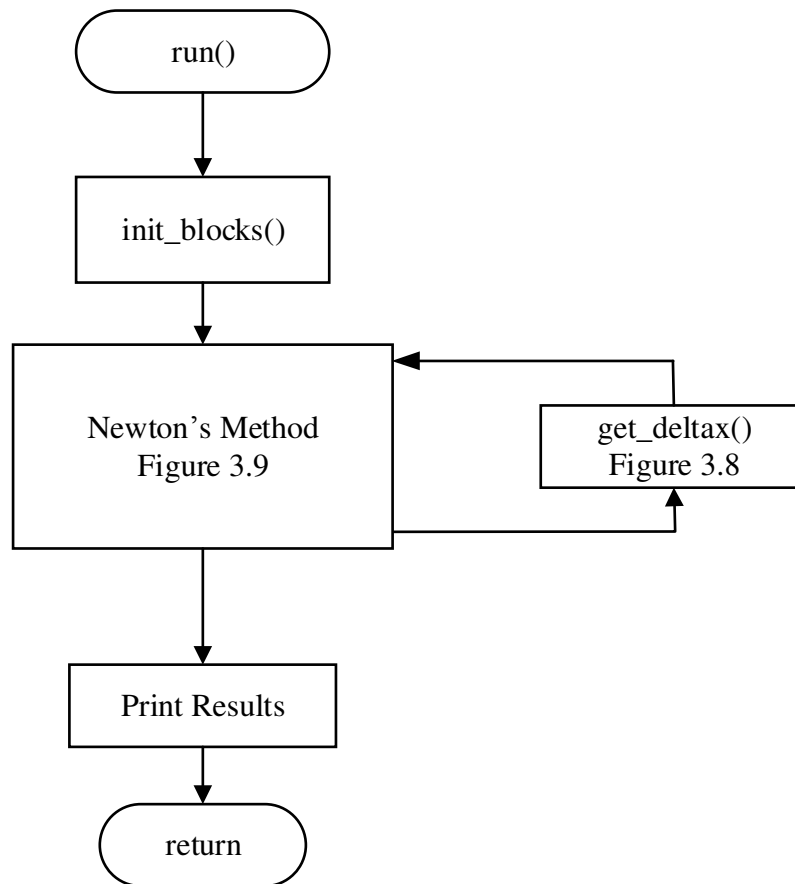 run()
init_blocks()
Newton’s Method
Figure 3.9
get_deltax()
Figure 3.8
Print Results
return